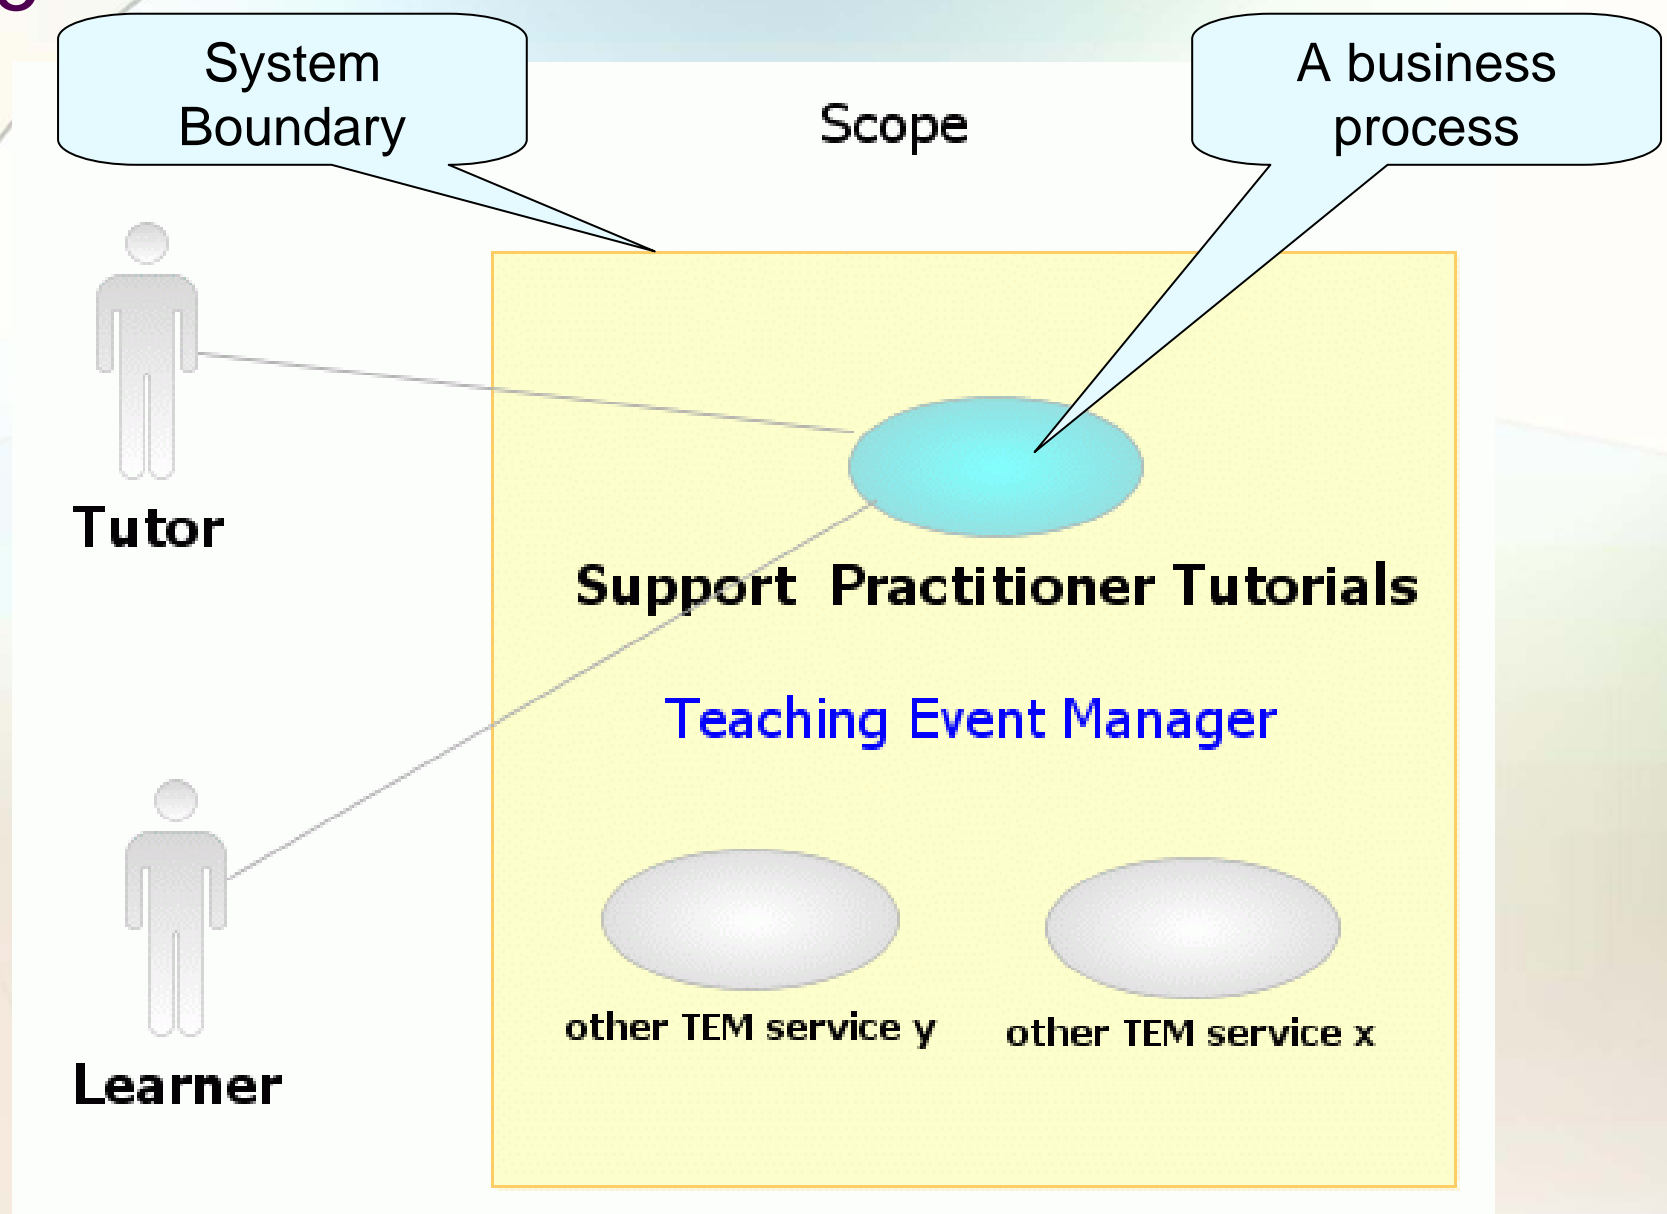 System
Boundary
A business
process
Scope
Tutor
Support Practitioner Tutorials
Teaching Event Manager
other TEM service y
other TEM service x
Learner